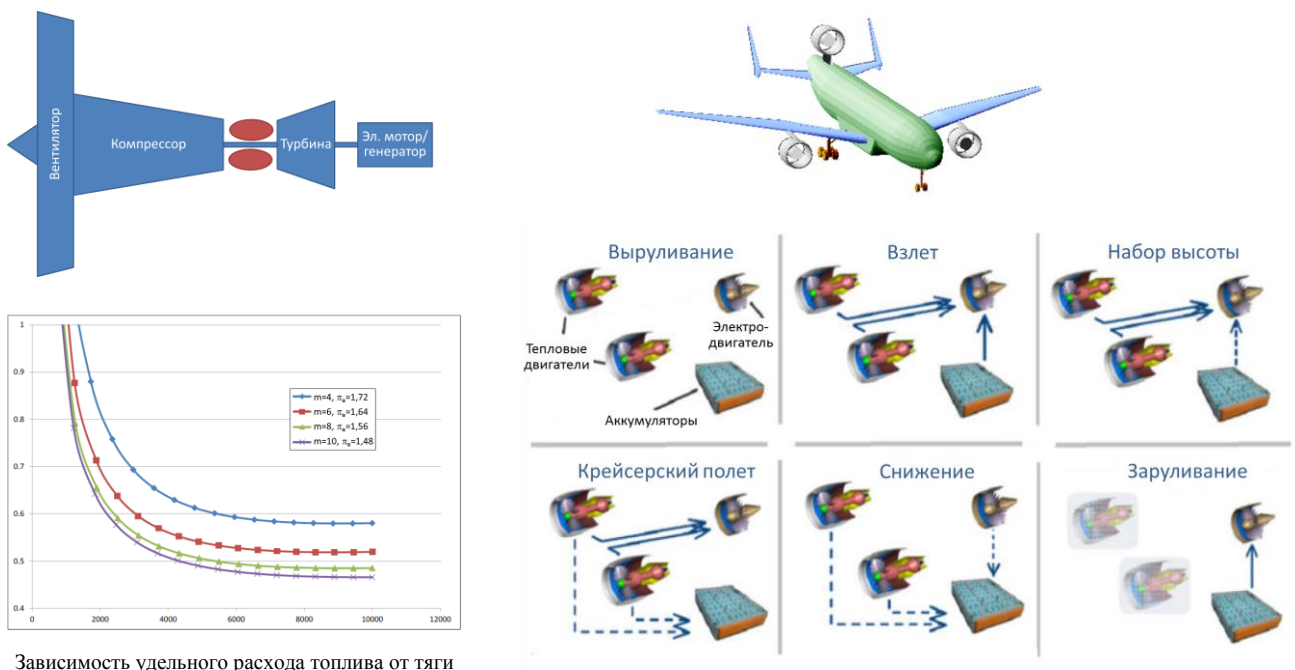 Вентилятор
Компрессор
Турбина
Эл. мотор/
генератор
1
0.9
0.8
0.7
0.6
0.5
0.4
0
2000
4000
6000
8000
10000
12000
m=4, πв=1,72
m=6, πв=1,64
m=8, πв=1,56
m=10, πв=1,48
Зависимость удельного расхода топлива от тяги
Выруливание
Тепловые
двигатели
Электро-
двигатель
Аккумуляторы
Взлет
Набор высоты
Крейсерский полет
Снижение
Заруливание